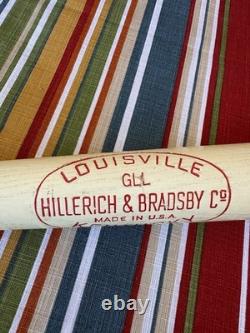 LOUISVILLE
GLL
HILLERICH & BRADSBY Co
MADE IN U.S.A.